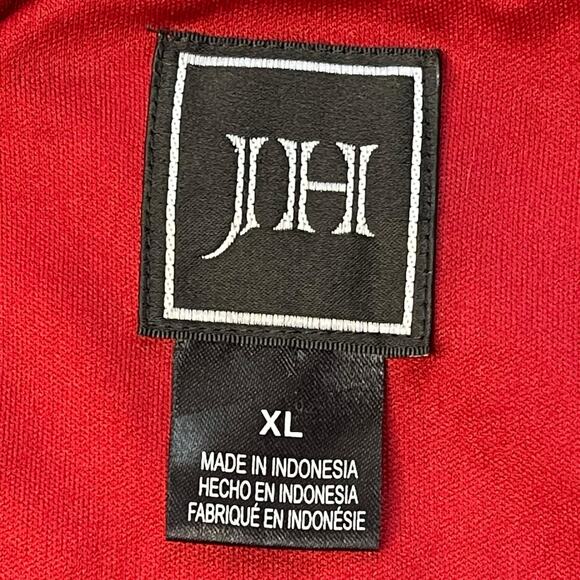 JH
XL
MADE IN INDONESIA
HECHO EN INDONESIA
FABRIQUÉ EN INDONÉSIE